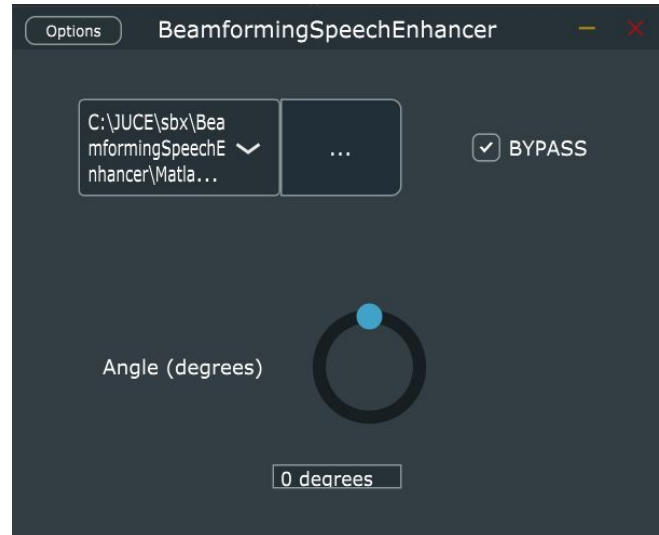 Options
BeamformingSpeechEnhancer
C:\JUCE\sbx\Bea
mformingSpeechE
nhancer\Matla...
...
BYPASS
Angle (degrees)
0 degrees